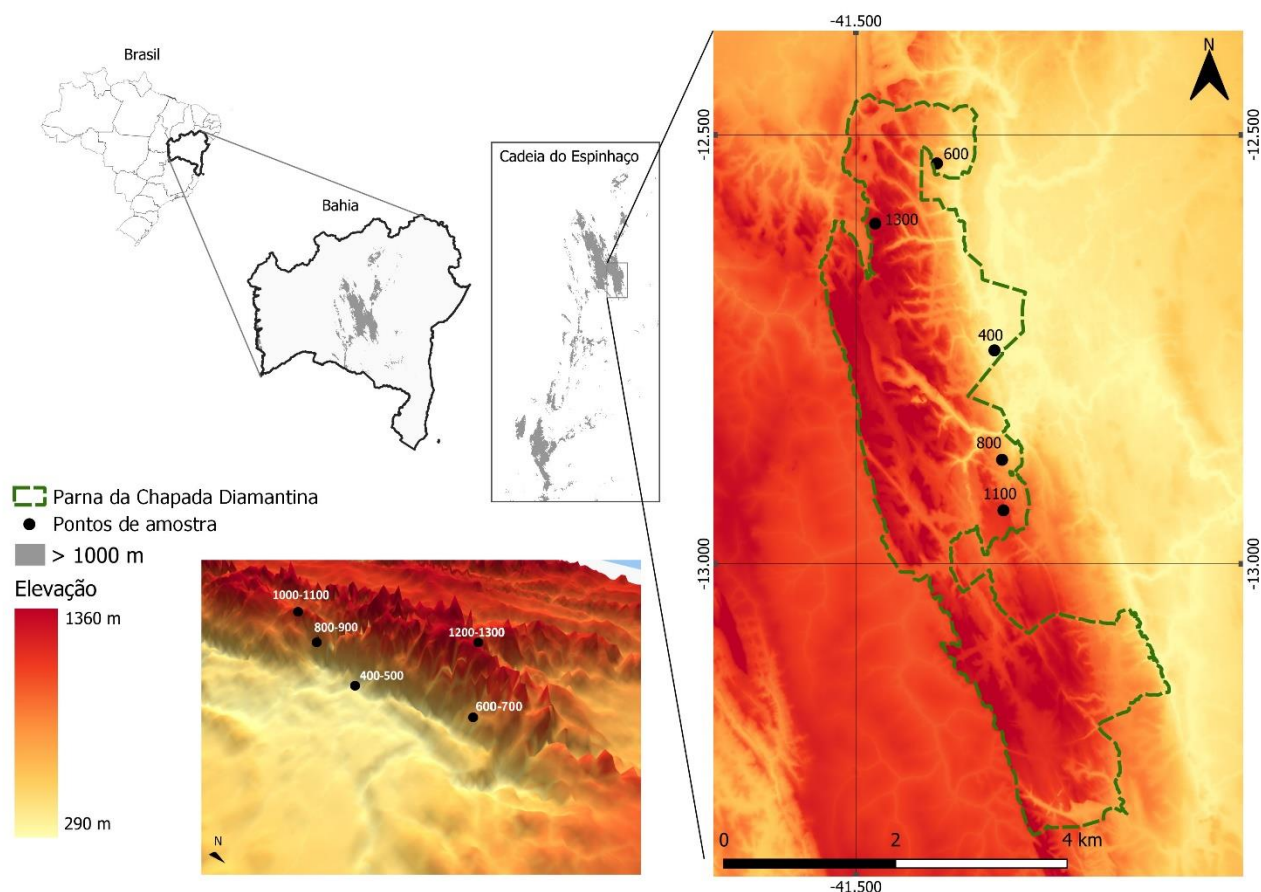 Brasil
Bahia
Cadeia do Espinhaço
Parna da Chapada Diamantina
Pontos de amostra
> 1000 m
Elevação
1360 m
290 m
1000-1100
800-900
1200-1300
400-500
600-700
N
-41.500
N
-12.500
-12.500
600
1300
400
800
1100
-13.000
-13.000
0
2
4 km
-41.500